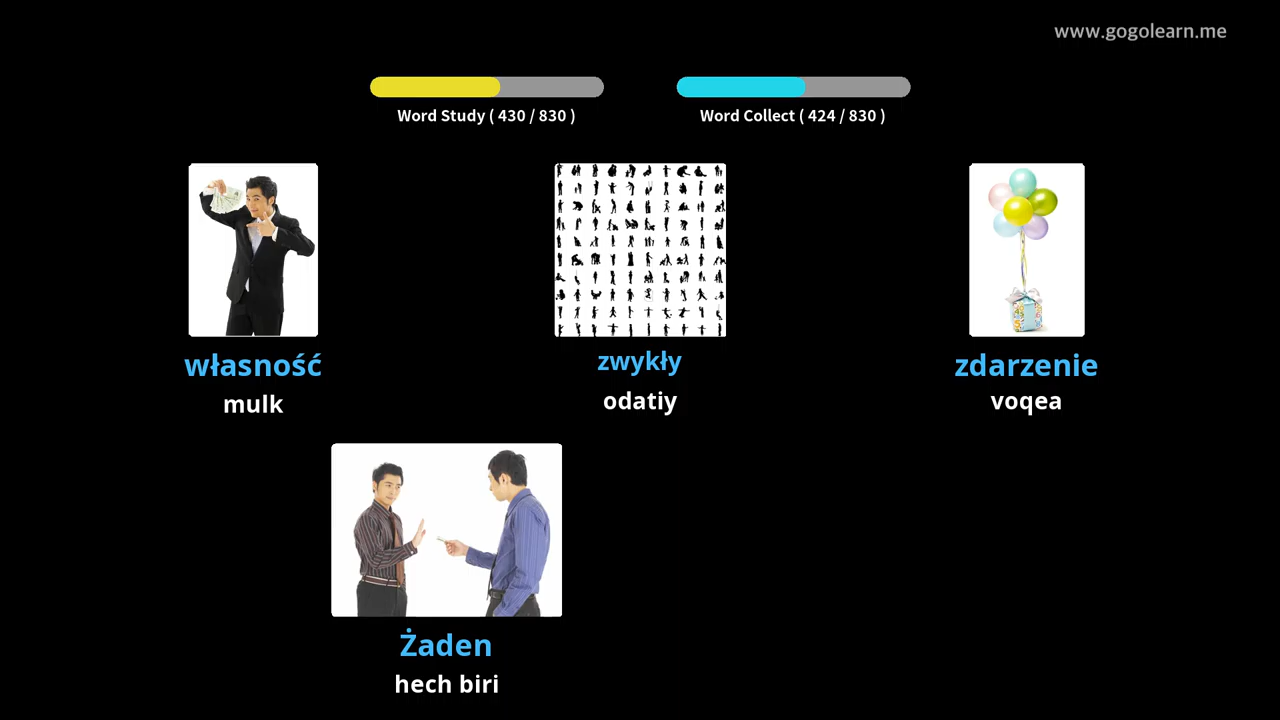 www.gogolearn.me
Word Study ( 430 / 830 )
Word Collect ( 424 / 830 )
własność
zwykły
zdarzenie
mulk
odatiy
voqea
Żaden
hech biri